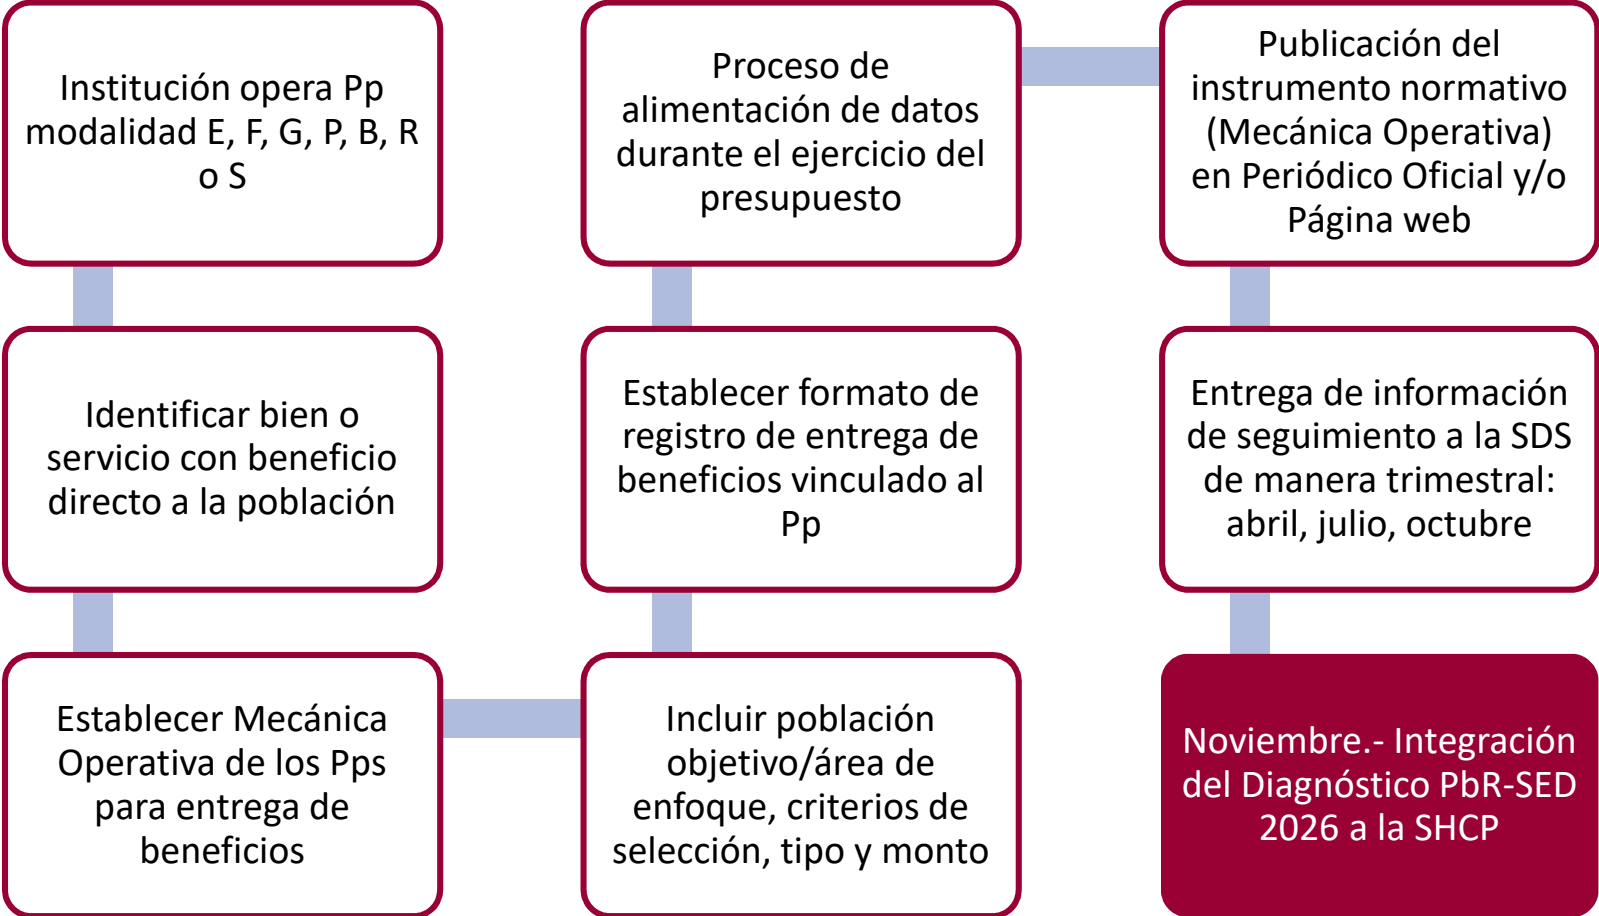 Institución opera Pp
modalidad E, F, G, P, B, R
o S
Identificar bien o
servicio con beneficio
directo a la población
Establecer Mecánica
Operativa de los Pps
para entrega de
beneficios
Incluir población
objetivo/área de
enfoque, criterios de
selección, tipo y monto
Establecer formato de
registro de entrega de
beneficios vinculado al
Pp
Proceso de
alimentación de datos
durante el ejercicio del
presupuesto
Publicación del
instrumento normativo
(Mecánica Operativa)
en Periódico Oficial y/o
Página web
Entrega de información
de seguimiento a la SDS
de manera trimestral:
abril, julio, octubre
Noviembre.- Integración
del Diagnóstico PbR-SED
2026 a la SHCP